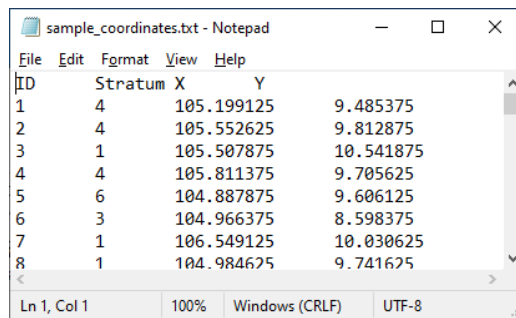 sample_coordinates.txt - Notepad
File Edit Format View Help
ID Stratum X Y
1 4 105.199125 9.485375
2 4 105.552625 9.812875
3 1 105.507875 10.541875
4 4 105.811375 9.705625
5 6 104.887875 9.606125
6 3 104.966375 8.598375
7 1 106.549125 10.030625
8 1 104.984625 9.741625
Ln 1, Col 1 100% Windows (CRLF) UTF-8